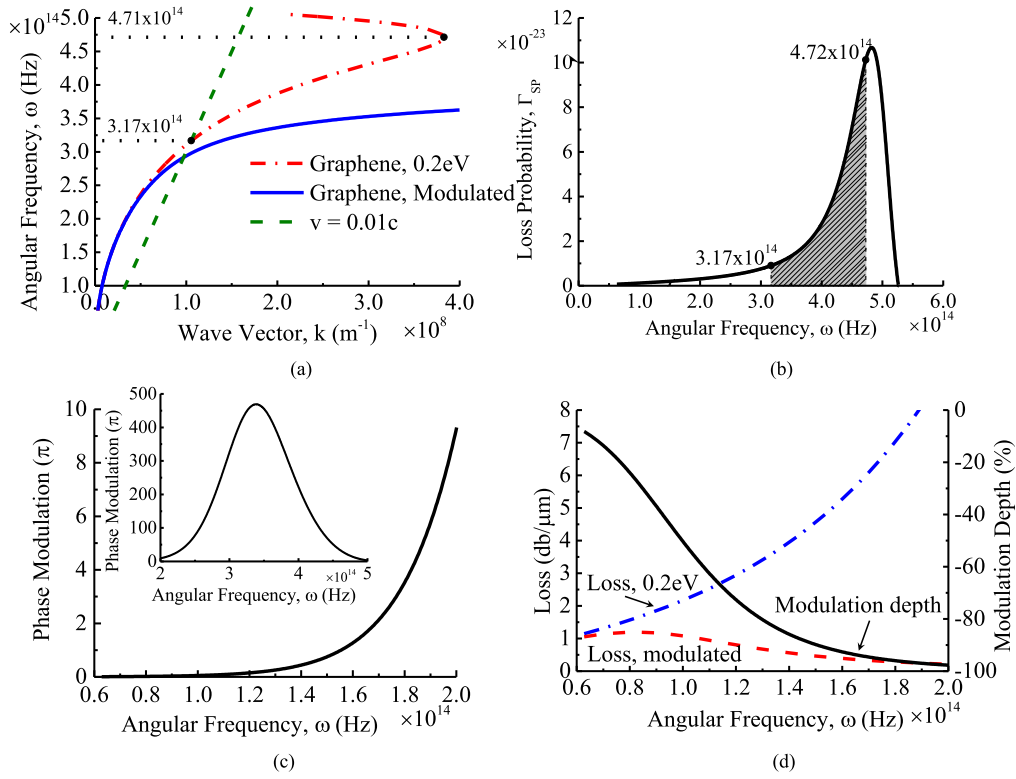 ×10¹⁴
5.0
4.5
4.0
3.5
3.0
2.5
2.0
1.5
1.0
4.71x10¹⁴
3.17x10¹⁴
Graphene, 0.2eV
Graphene, Modulated
v = 0.01c
0.0 1.0 2.0 3.0 4.0
Angular Frequency, ω (Hz)
Wave Vector, k (m⁻¹) ×10⁸
(a)
12
×10⁻²³
10
8
6
4
2
0
4.72x10¹⁴
3.17x10¹⁴
0.0 1.0 2.0 3.0 4.0 5.0 6.0
Loss Probability, Γ_SP
Angular Frequency, ω (Hz) ×10¹⁴
(b)
10
8
6
4
2
0
Phase Modulation (π)
500
400
300
200
100
0
Phase Modulation (π)
2 3 4 5
×10¹⁴
Angular Frequency, ω (Hz)
0.6 0.8 1.0 1.2 1.4 1.6 1.8 2.0
Angular Frequency, ω (Hz) ×10¹⁴
(c)
8
7
6
5
4
3
2
1
0
Loss (db/μm)
0
-20
-40
-60
-80
-100
Modulation Depth (%)
Loss, 0.2eV
Modulation depth
Loss, modulated
0.6 0.8 1.0 1.2 1.4 1.6 1.8 2.0
Angular Frequency, ω (Hz) ×10¹⁴
(d)